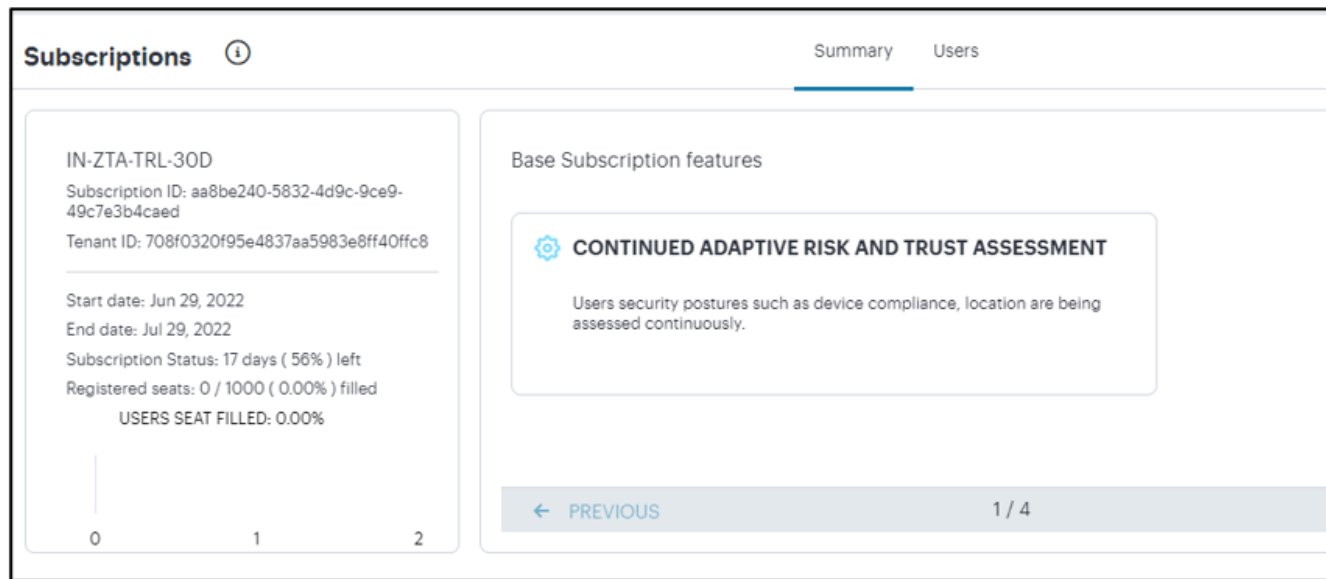 Subscriptions
Summary Users
IN-ZTA-TRL-30D
Subscription ID: aa8be240-5832-4d9c-9ce9-
49c7e3b4caed
Tenant ID: 708f0320f95e4837aa5983e8ff40ffc8
Start date: Jun 29, 2022
End date: Jul 29, 2022
Subscription Status: 17 days ( 56% ) left
Registered seats: 0 / 1000 ( 0.00% ) filled
USERS SEAT FILLED: 0.00%
0 1 2
Base Subscription features
CONTINUED ADAPTIVE RISK AND TRUST ASSESSMENT
Users security postures such as device compliance, location are being
assessed continuously.
← PREVIOUS 1 / 4